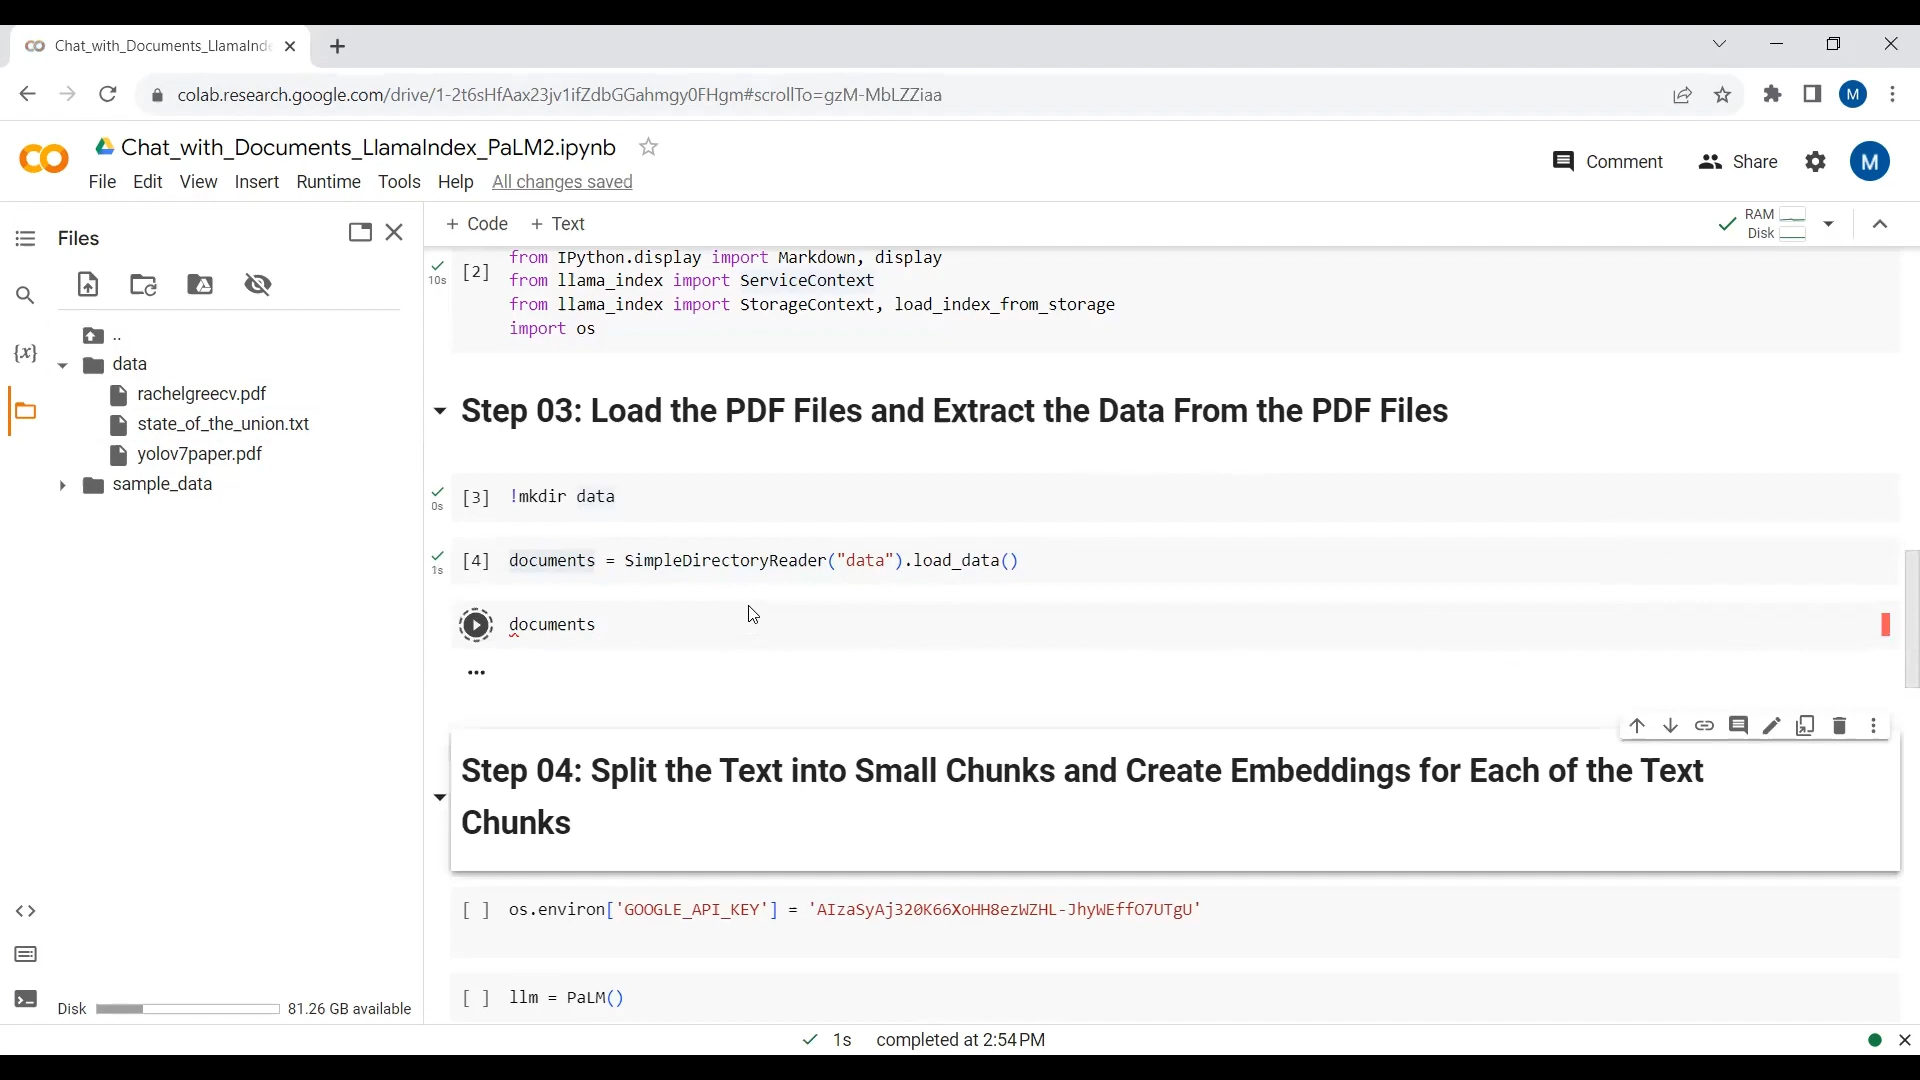 Chat_with_Documents_LlamaInde
colab.research.google.com/drive/1-2t6sHfAax23jv1ifZdbGGahmgy0FHgm#scrollTo=gzM-MbLZZiaa
M
Chat_with_Documents_LlamaIndex_PaLM2.ipynb
File Edit View Insert Runtime Tools Help All changes saved
Comment Share M
Files
+ Code + Text
RAM
Disk
..
data
rachelgreecv.pdf
state_of_the_union.txt
yolov7paper.pdf
sample_data
{x}
Disk 81.26 GB available
10s [2] from IPython.display import Markdown, display
from llama_index import ServiceContext
from llama_index import StorageContext, load_index_from_storage
import os
Step 03: Load the PDF Files and Extract the Data From the PDF Files
0s [3] !mkdir data
1s [4] documents = SimpleDirectoryReader("data").load_data()
documents
...
Step 04: Split the Text into Small Chunks and Create Embeddings for Each of the Text
Chunks
[ ] os.environ['GOOGLE_API_KEY'] = 'AIzaSyAj320K66XoHH8ezWZHL-JhyWEffO7UTgU'
[ ] llm = PaLM()
1s completed at 2:54 PM